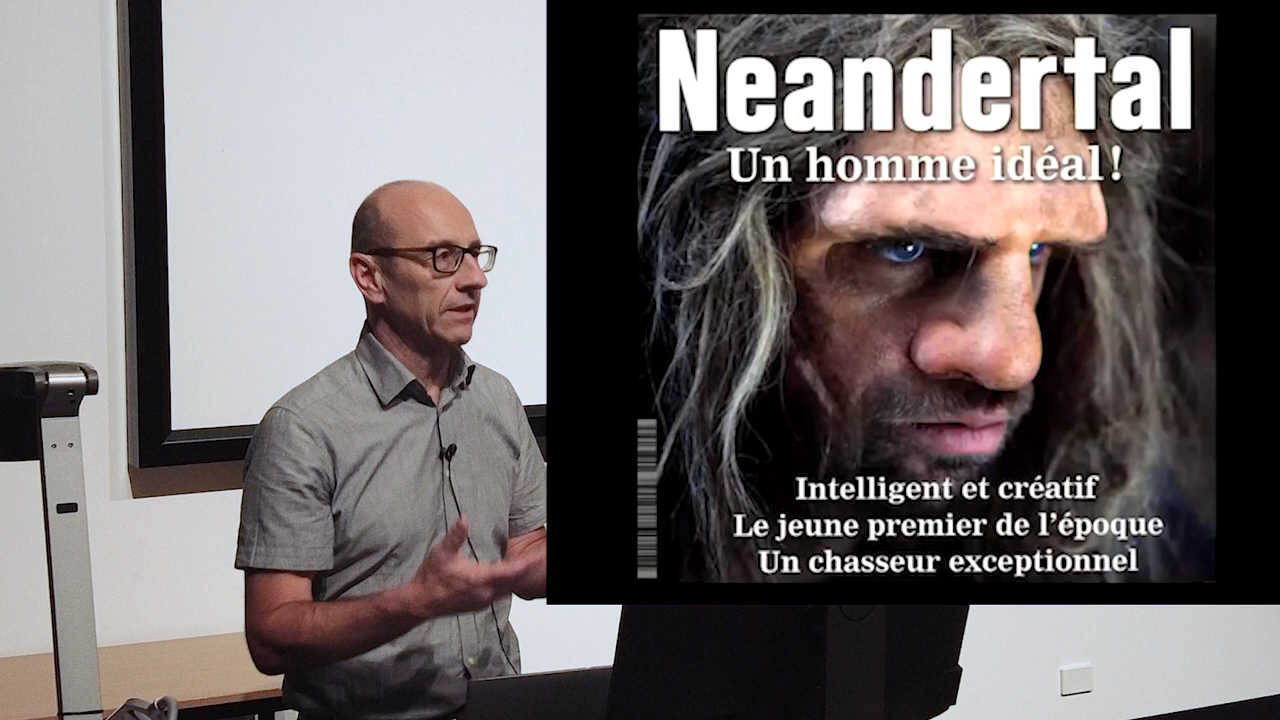 Neandertal
Un homme idéal!
Intelligent et créatif
Le jeune premier de l'époque
Un chasseur exceptionnel